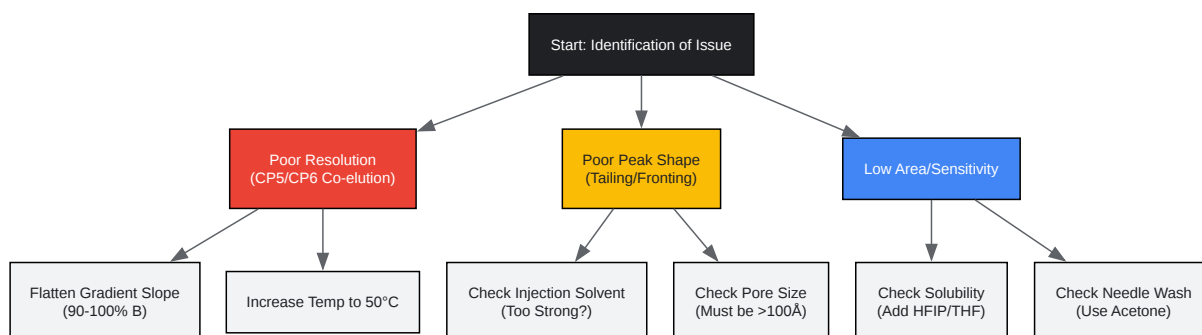 Start: Identification of Issue
Poor Resolution
(CP5/CP6 Co-elution)
Poor Peak Shape
(Tailing/Fronting)
Low Area/Sensitivity
Flatten Gradient Slope
(90-100% B)
Increase Temp to 50°C
Check Injection Solvent
(Too Strong?)
Check Pore Size
(Must be >100Å)
Check Solubility
(Add HFIP/THF)
Check Needle Wash
(Use Acetone)